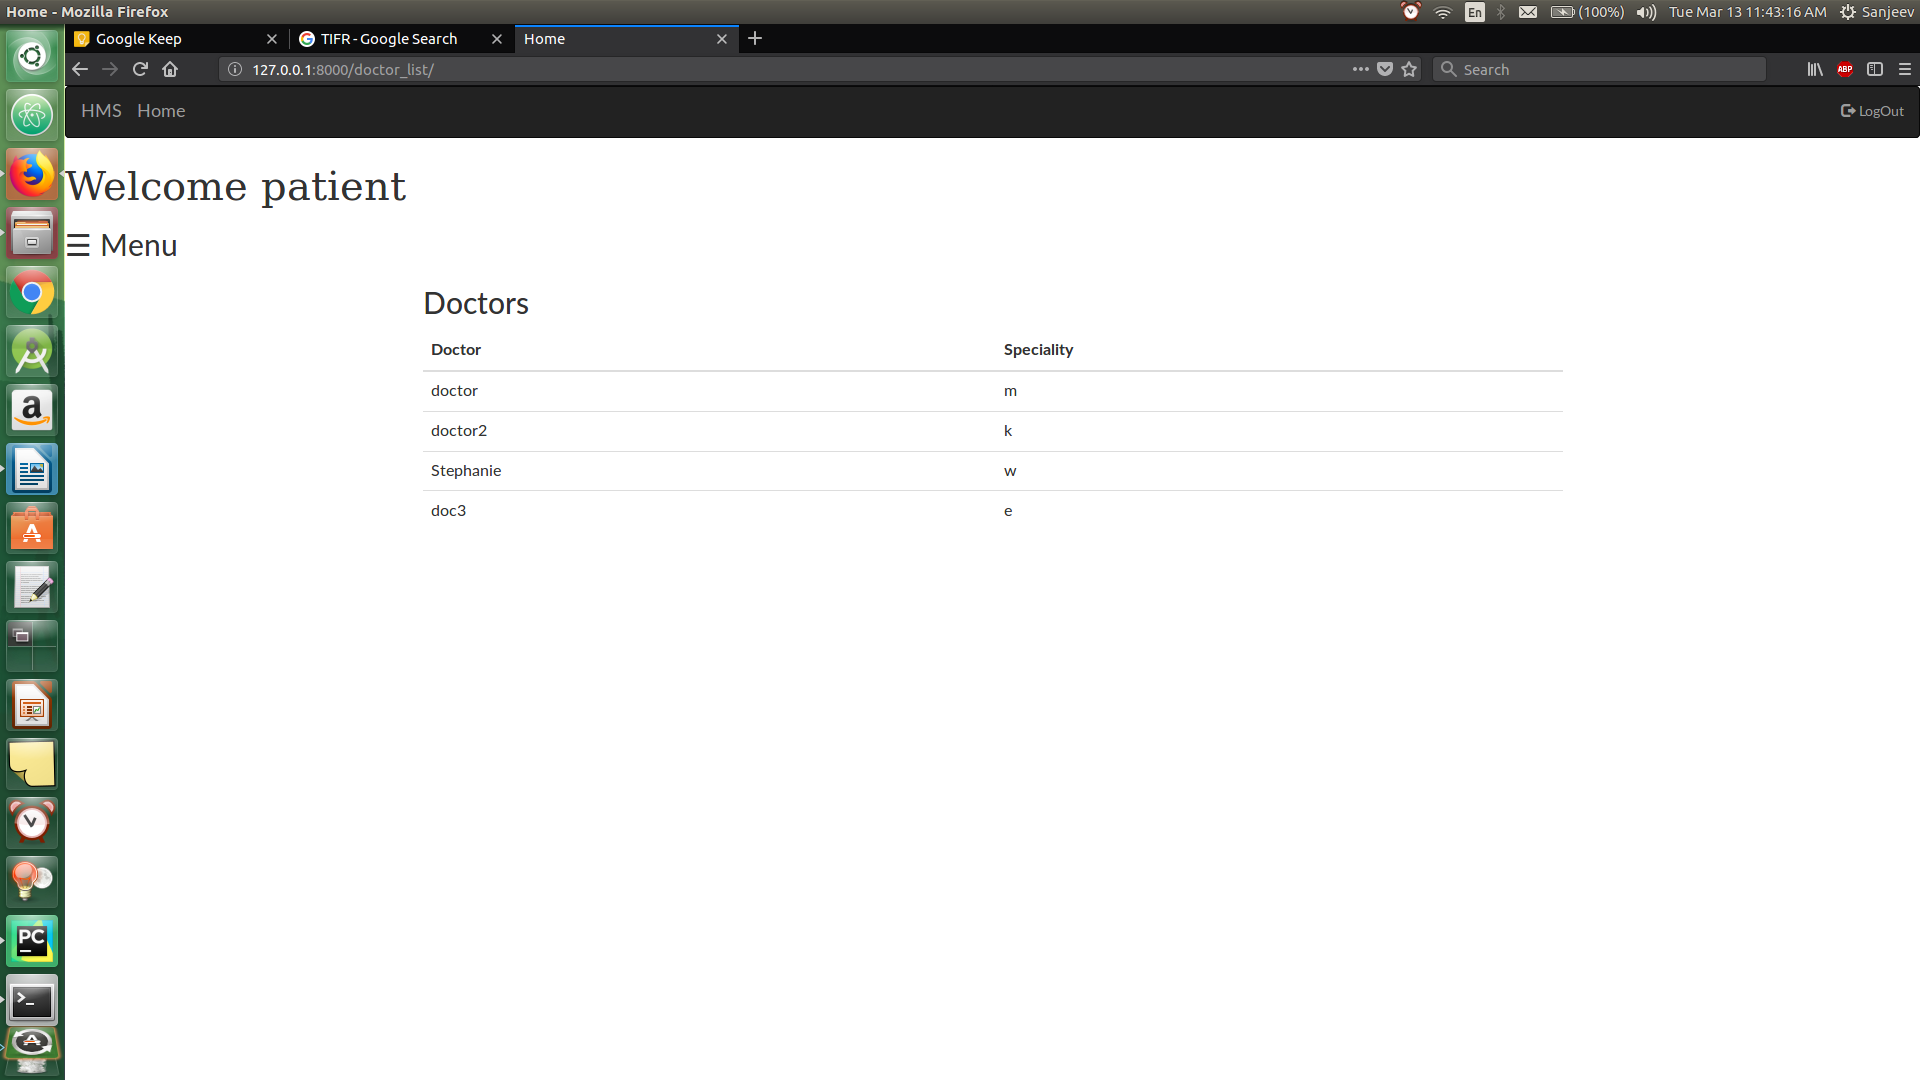 Home - Mozilla Firefox
En (100%) Tue Mar 13 11:43:16 AM Sanjeev
Google Keep TIFR - Google Search Home
127.0.0.1:8000/doctor_list/ Search ABP
HMS Home LogOut
Welcome patient
☰ Menu
Doctors
Doctor Speciality
doctor m
doctor2 k
Stephanie w
doc3 e
PC